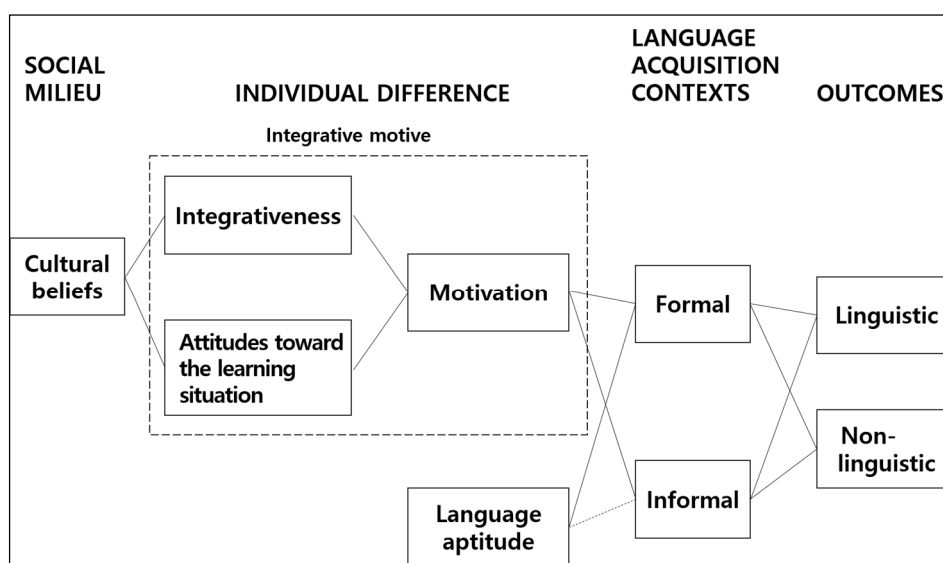 SOCIAL
MILIEU
INDIVIDUAL DIFFERENCE
LANGUAGE
ACQUISITION
CONTEXTS
OUTCOMES
Integrative motive
Integrativeness
Cultural
beliefs
Attitudes toward
the learning
situation
Motivation
Language
aptitude
Formal
Informal
Linguistic
Non-
linguistic